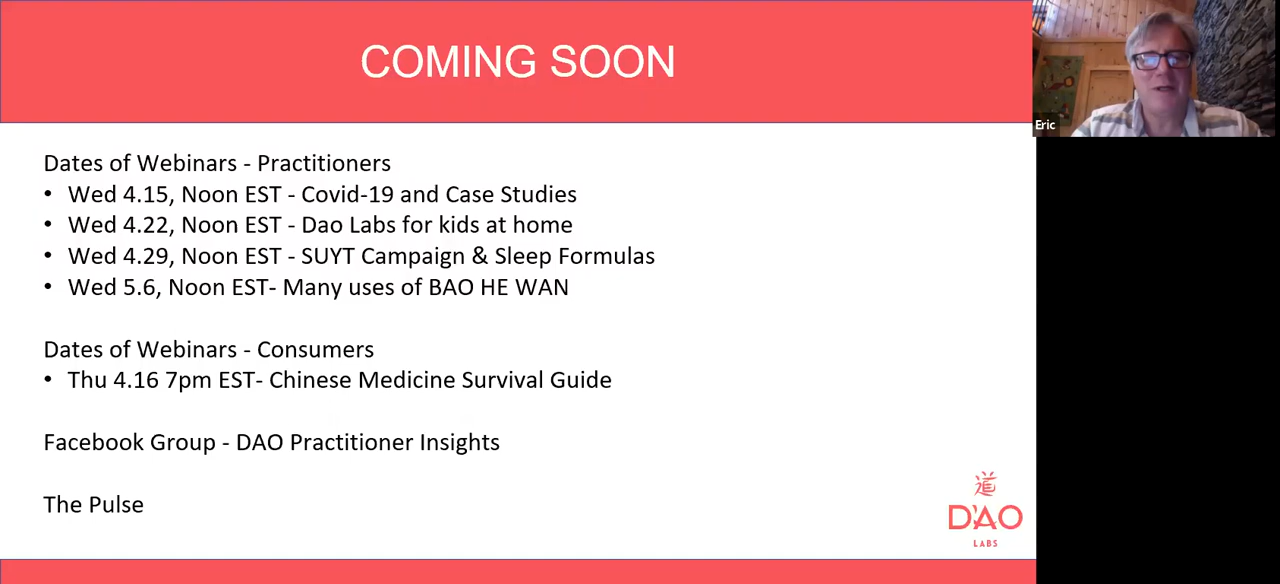 COMING SOON
Eric
Dates of Webinars - Practitioners
• Wed 4.15, Noon EST - Covid-19 and Case Studies
• Wed 4.22, Noon EST - Dao Labs for kids at home
• Wed 4.29, Noon EST - SUYT Campaign & Sleep Formulas
• Wed 5.6, Noon EST- Many uses of BAO HE WAN
Dates of Webinars - Consumers
• Thu 4.16 7pm EST- Chinese Medicine Survival Guide
Facebook Group - DAO Practitioner Insights
The Pulse
道
DAO
LABS